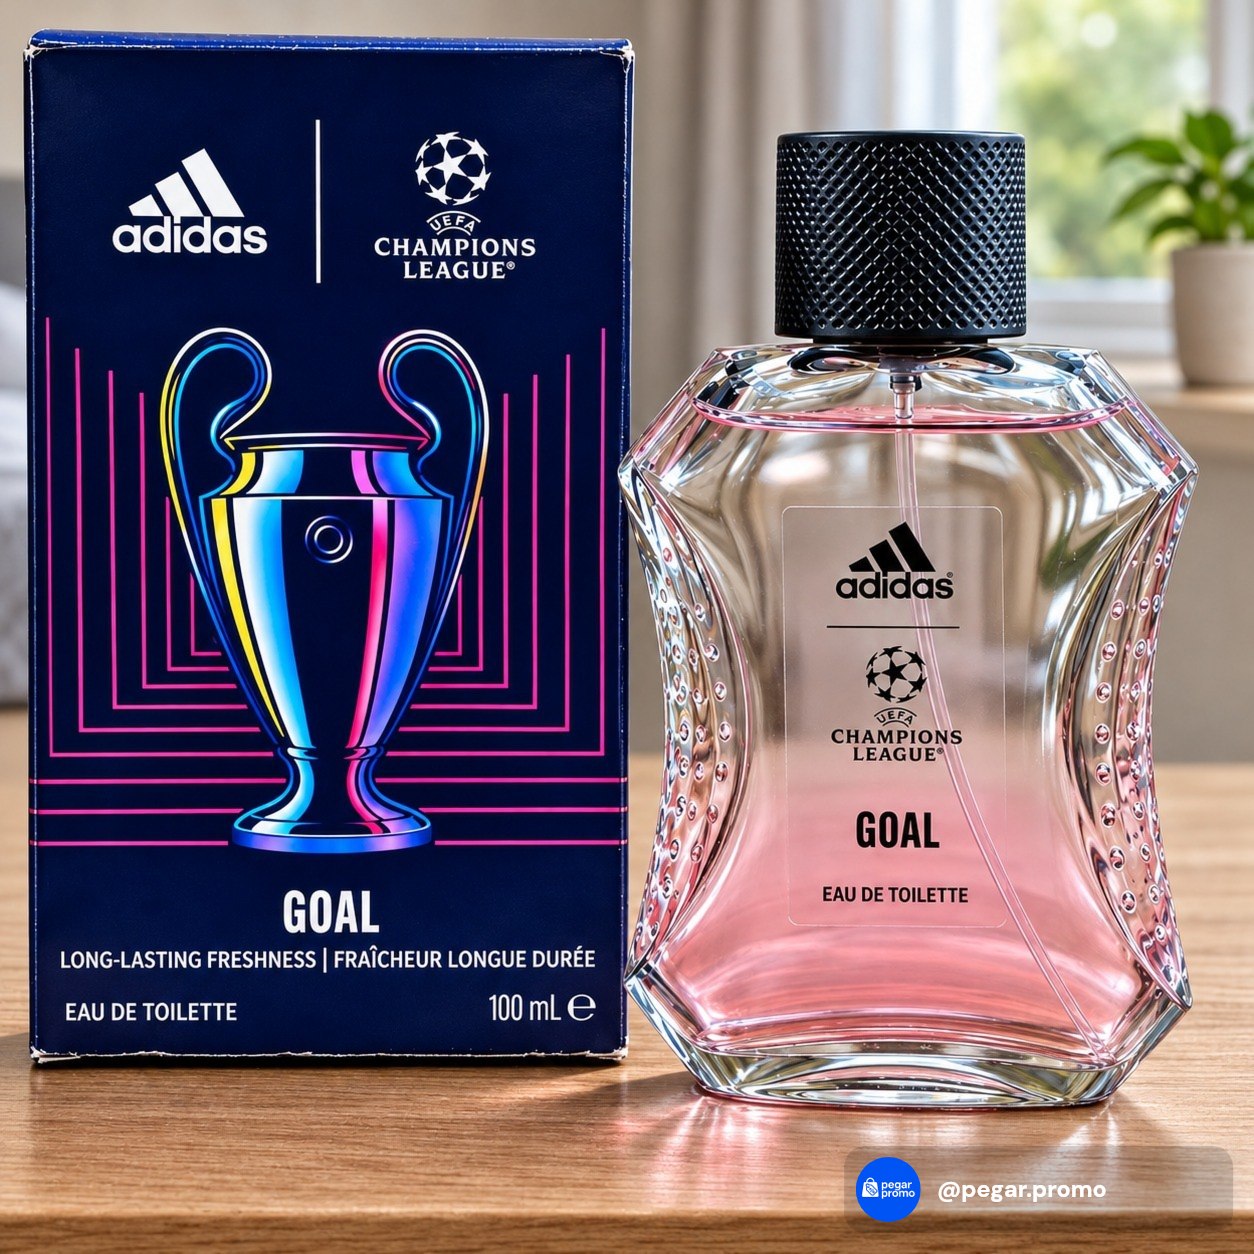 adidas
UEFA
CHAMPIONS
LEAGUE®
GOAL
LONG-LASTING FRESHNESS | FRAÎCHEUR LONGUE DURÉE
EAU DE TOILETTE
100 mL ℮
adidas®
UEFA
CHAMPIONS
LEAGUE®
GOAL
EAU DE TOILETTE
pegar
promo
@pegar.promo